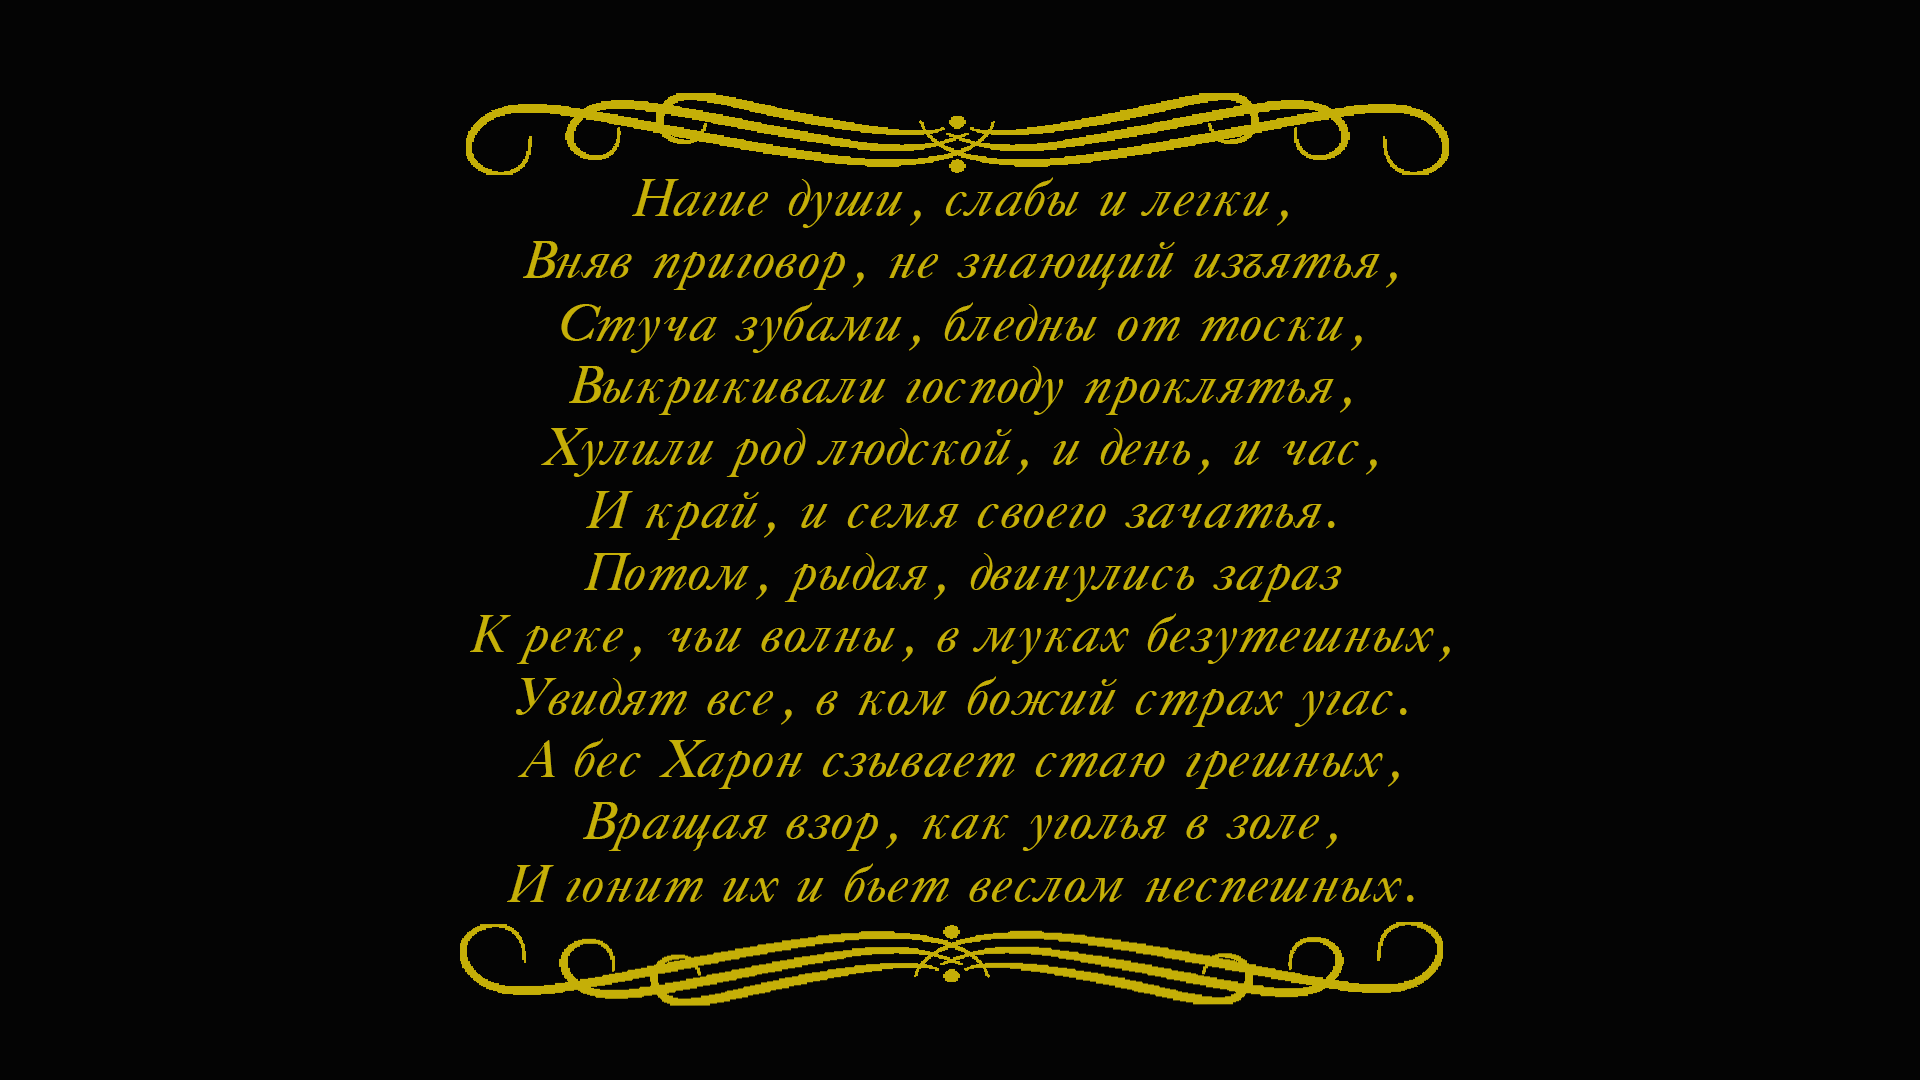 Нагие души, слабы и легки,
Вняв приговор, не знающий изъятья,
Стуча зубами, бледны от тоски,
Выкрикивали господу проклятья,
Хулили род людской, и день, и час,
И край, и семя своего зачатья.
Потом, рыдая, двинулись зараз
К реке, чьи волны, в муках безутешных,
Увидят все, в ком божий страх угас.
А бес Харон сзывает стаю грешных,
Вращая взор, как уголья в золе,
И гонит их и бьет веслом неспешных.